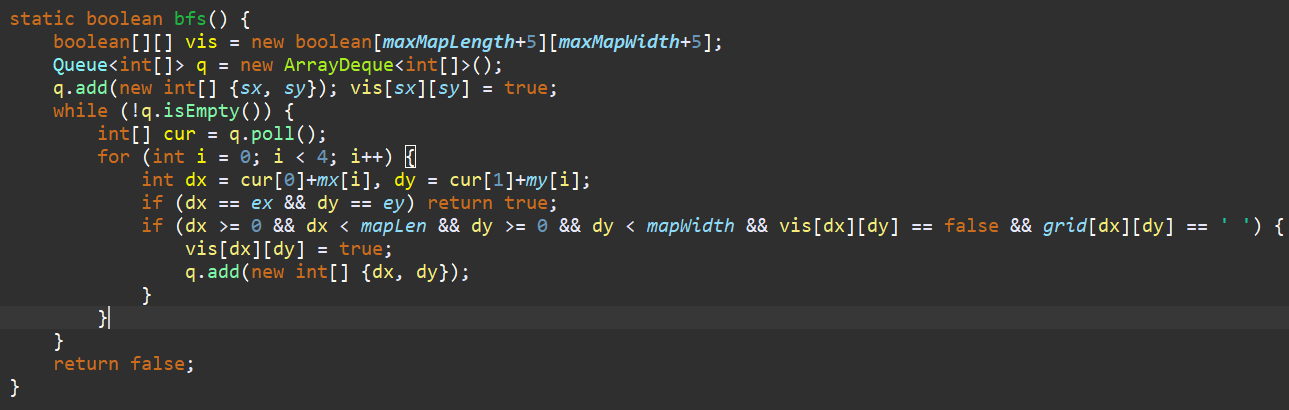 static boolean bfs() {
    boolean[][] vis = new boolean[maxMapLength+5][maxMapWidth+5];
    Queue<int[]> q = new ArrayDeque<int[]>();
    q.add(new int[] {sx, sy}); vis[sx][sy] = true;
    while (!q.isEmpty()) {
        int[] cur = q.poll();
        for (int i = 0; i < 4; i++) {
            int dx = cur[0]+mx[i], dy = cur[1]+my[i];
            if (dx == ex && dy == ey) return true;
            if (dx >= 0 && dx < mapLen && dy >= 0 && dy < mapWidth && vis[dx][dy] == false && grid[dx][dy] == ' ') {
                vis[dx][dy] = true;
                q.add(new int[] {dx, dy});
            }
        }
    }
    return false;
}